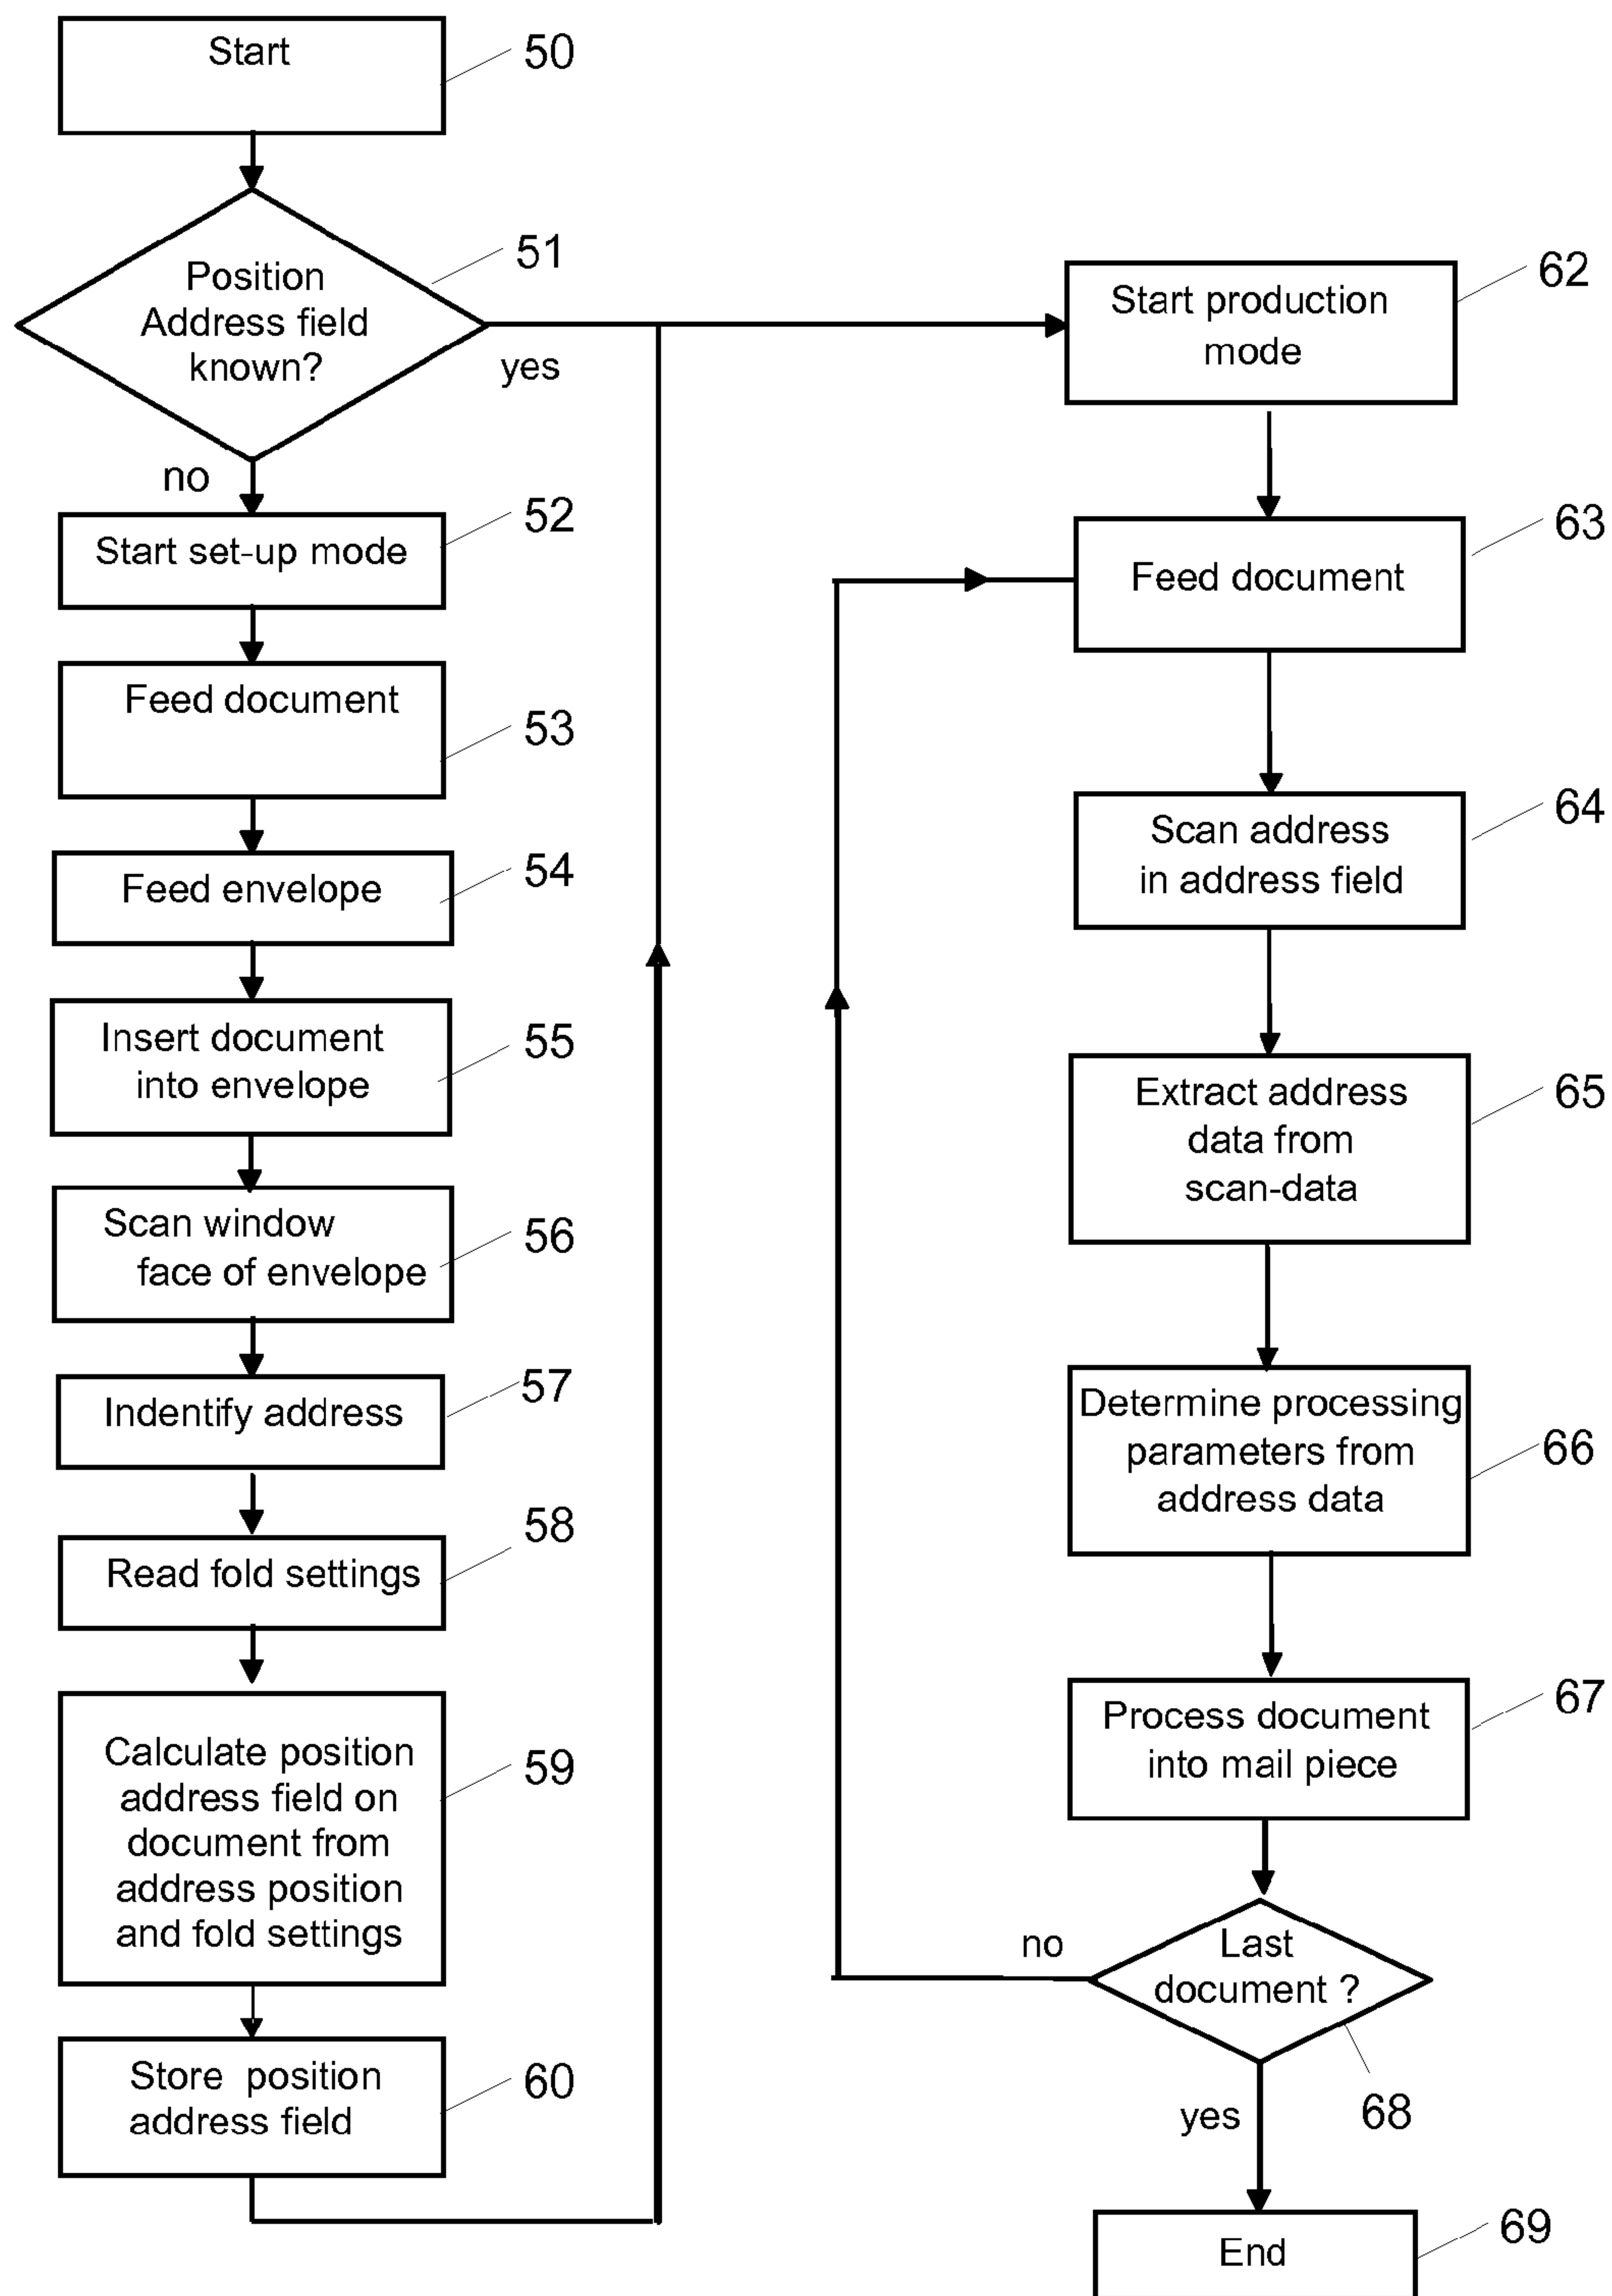 Start
50
Position
Address field
known?
51
yes
no
Start set-up mode
52
Feed document
53
Feed envelope
54
Insert document
into envelope
55
Scan window
face of envelope
56
Indentify address
57
Read fold settings
58
Calculate position
address field on
document from
address position
and fold settings
59
Store position
address field
60
Start production
mode
62
Feed document
63
Scan address
in address field
64
Extract address
data from
scan-data
65
Determine processing
parameters from
address data
66
Process document
into mail piece
67
Last
document ?
no
68
yes
End
69